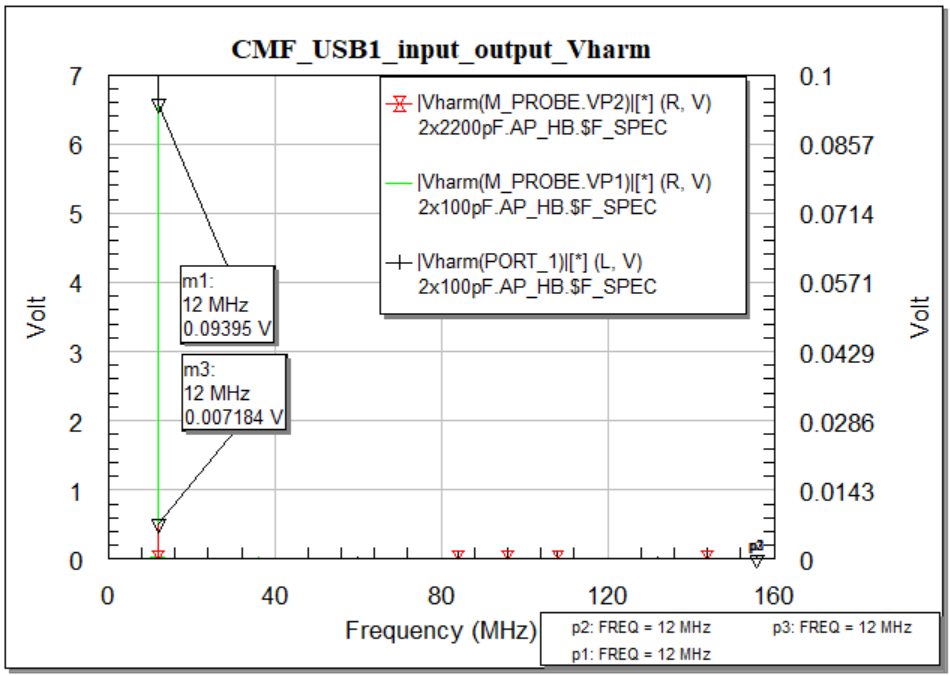 CMF_USB1_input_output_Vharm
7
6
5
4
3
2
1
0
Volt
0.1
0.0857
0.0714
0.0571
0.0429
0.0286
0.0143
0
Volt
|Vharm(M_PROBE.VP2)|[*] (R, V)
2x2200pF.AP_HB.$F_SPEC
|Vharm(M_PROBE.VP1)|[*] (R, V)
2x100pF.AP_HB.$F_SPEC
|Vharm(PORT_1)|[*] (L, V)
2x100pF.AP_HB.$F_SPEC
m1:
12 MHz
0.09395 V
m3:
12 MHz
0.007184 V
0 40 80 120 160
Frequency (MHz)
p2: FREQ = 12 MHz p3: FREQ = 12 MHz
p1: FREQ = 12 MHz